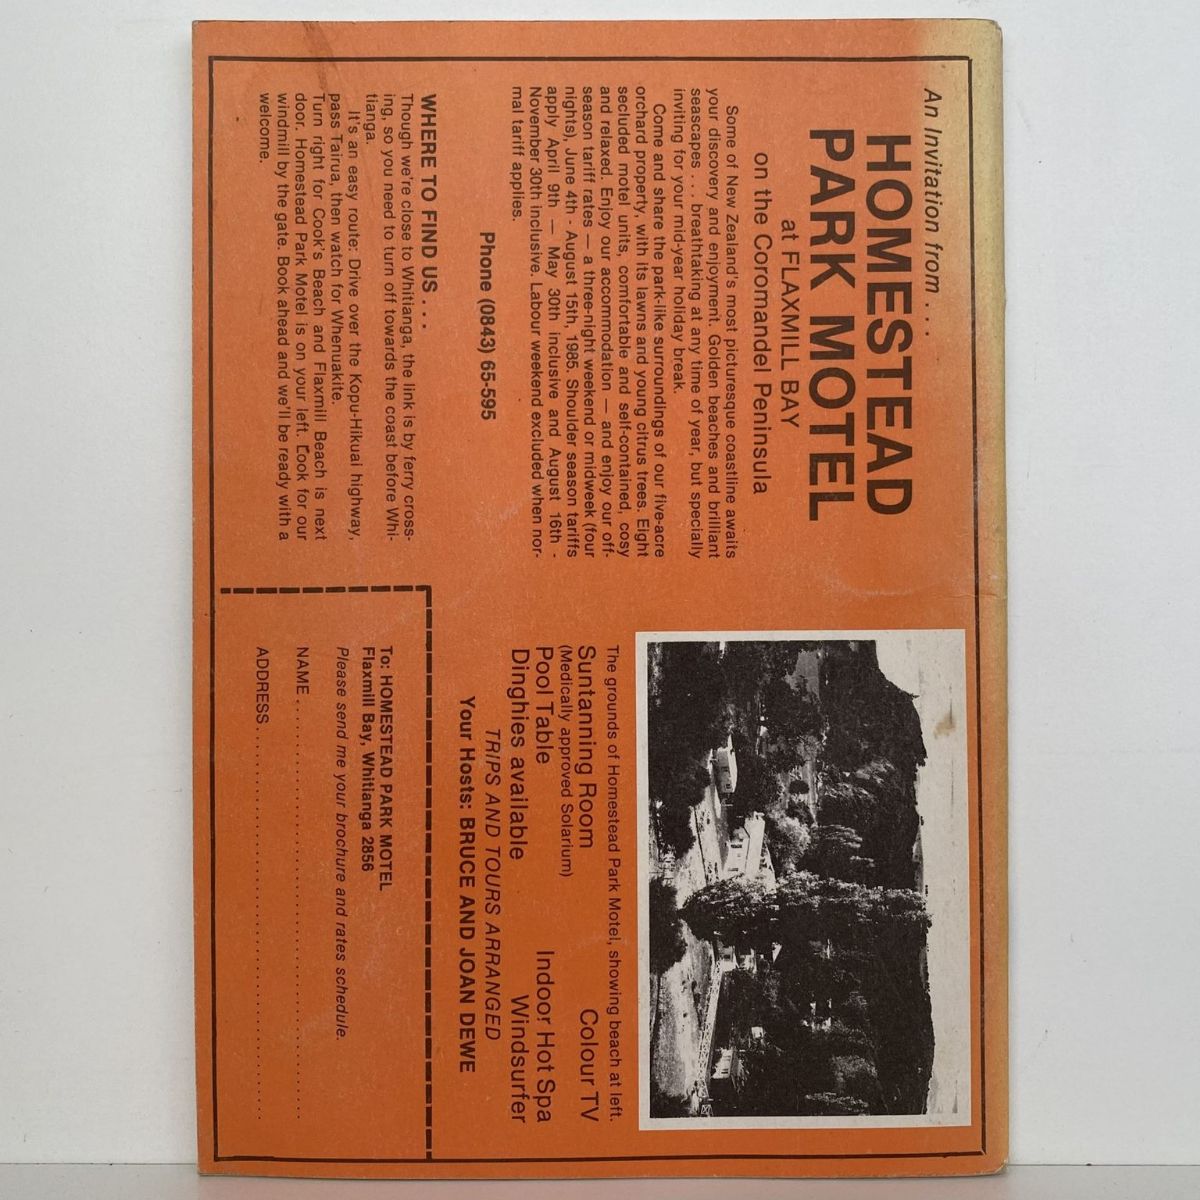 An Invitation from . . . .
HOMESTEAD
PARK MOTEL
at FLAXMILL BAY
on the Coromandel Peninsula
Some of New Zealand's most picturesque coastline awaits
your discovery and enjoyment. Golden beaches and brilliant
seascapes . . . breathtaking at any time of year, but specially
inviting for your mid-year holiday break.
Come and share the park-like surroundings of our five-acre
orchard property, with its lawns and young citrus trees. Eight
secluded motel units, comfortable and self-contained, cosy
and relaxed. Enjoy our accommodation — and enjoy our off-
season tariff rates — a three-night weekend or midweek (four
nights), June 4th - August 15th, 1985. Shoulder season tariffs
apply April 9th — May 30th inclusive and August 16th -
November 30th inclusive. Labour weekend excluded when nor-
mal tariff applies.
Phone (0843) 65-595
WHERE TO FIND US . . .
Though we're close to Whitianga, the link is by ferry cross-
ing, so you need to turn off towards the coast before Whi-
tianga.
It's an easy route: Drive over the Kopu-Hikuai highway,
pass Tairua, then watch for Whenuakite.
Turn right for Cook's Beach and Flaxmill Beach is next
door. Homestead Park Motel is on your left. Look for our
windmill by the gate. Book ahead and we'll be ready with a
welcome.
The grounds of Homestead Park Motel, showing beach at left.
Suntanning Room Colour TV
(Medically approved Solarium)
Pool Table Indoor Hot Spa
Dinghies available Windsurfer
TRIPS AND TOURS ARRANGED
Your Hosts: BRUCE AND JOAN DEWE
To: HOMESTEAD PARK MOTEL
Flaxmill Bay, Whitianga 2856
Please send me your brochure and rates schedule.
NAME
ADDRESS